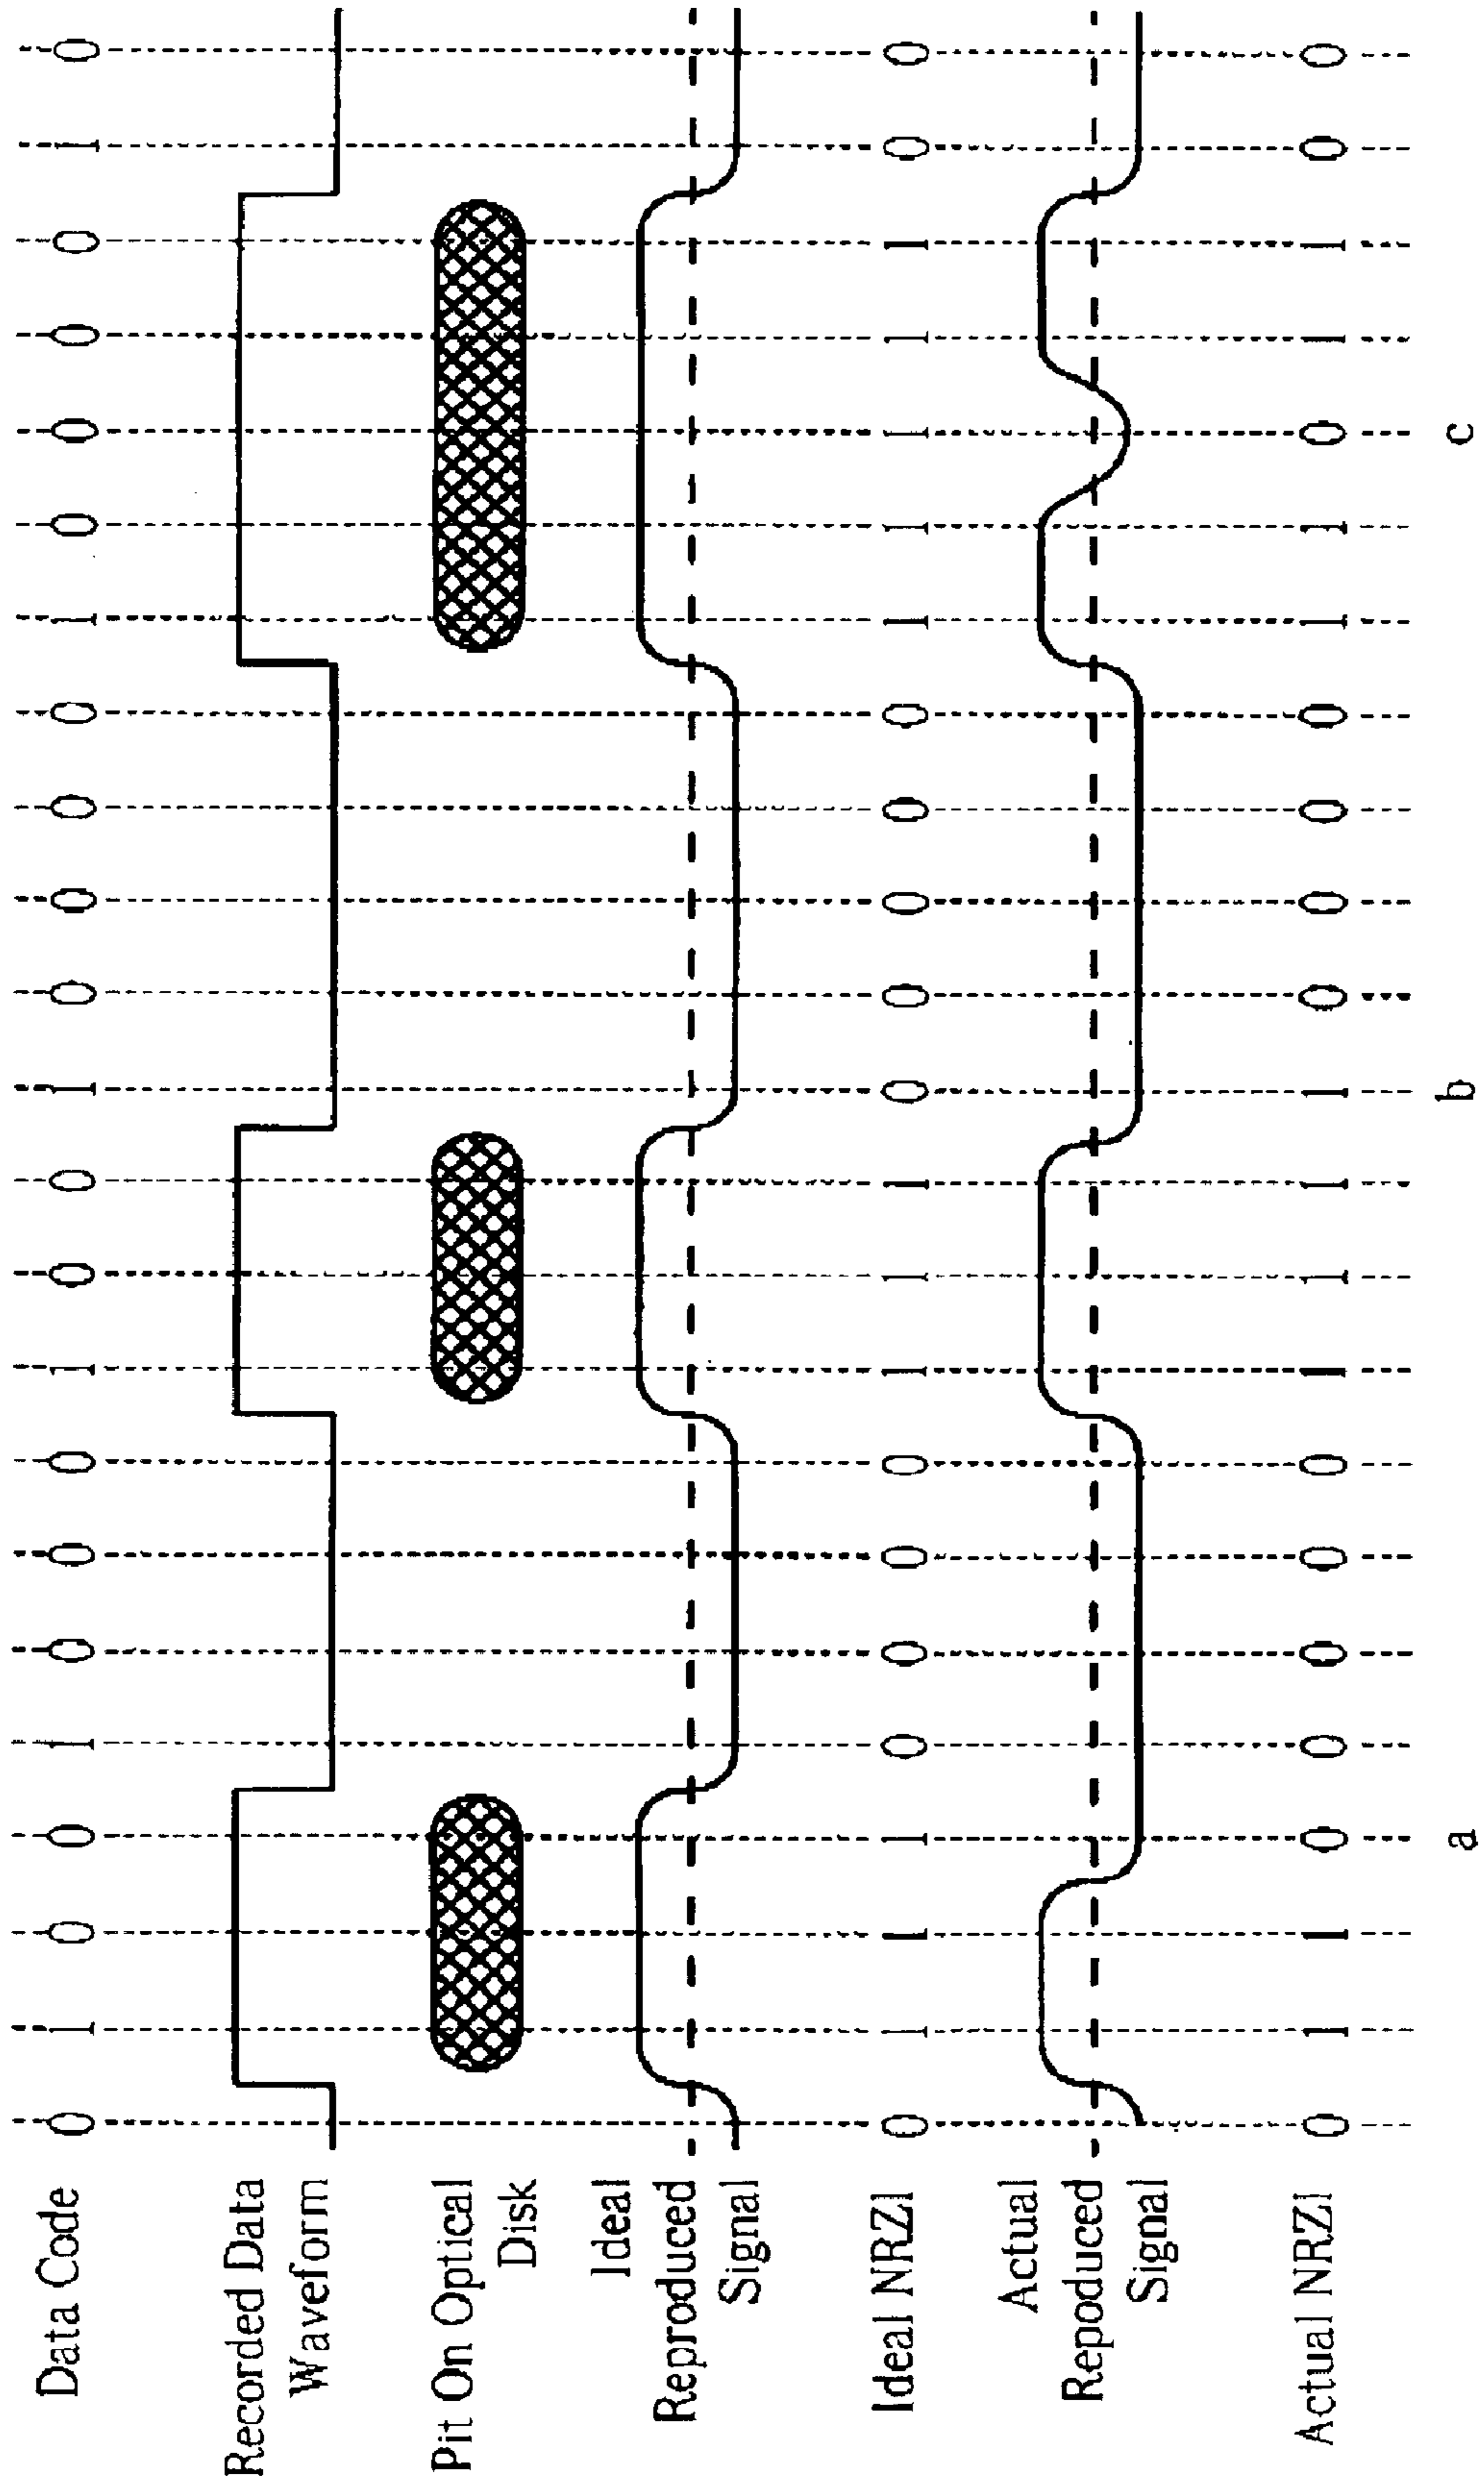 Data Code 0 1 0 0 1 0 0 0 1 0 0 1 0 0 0 0 1 0 0 0 0 1 0
Recorded Data
Waveform
Pit On Optical
Disk
Ideal
Reproduced
Signal
Ideal NRZI 0 1 1 1 0 0 0 0 1 1 1 0 0 0 0 0 1 1 1 1 1 0 0
Actual
Repoduced
Signal
Actual NRZI 0 1 1 0 0 0 0 0 1 1 1 1 0 0 0 0 1 1 0 1 1 0 0
a b c